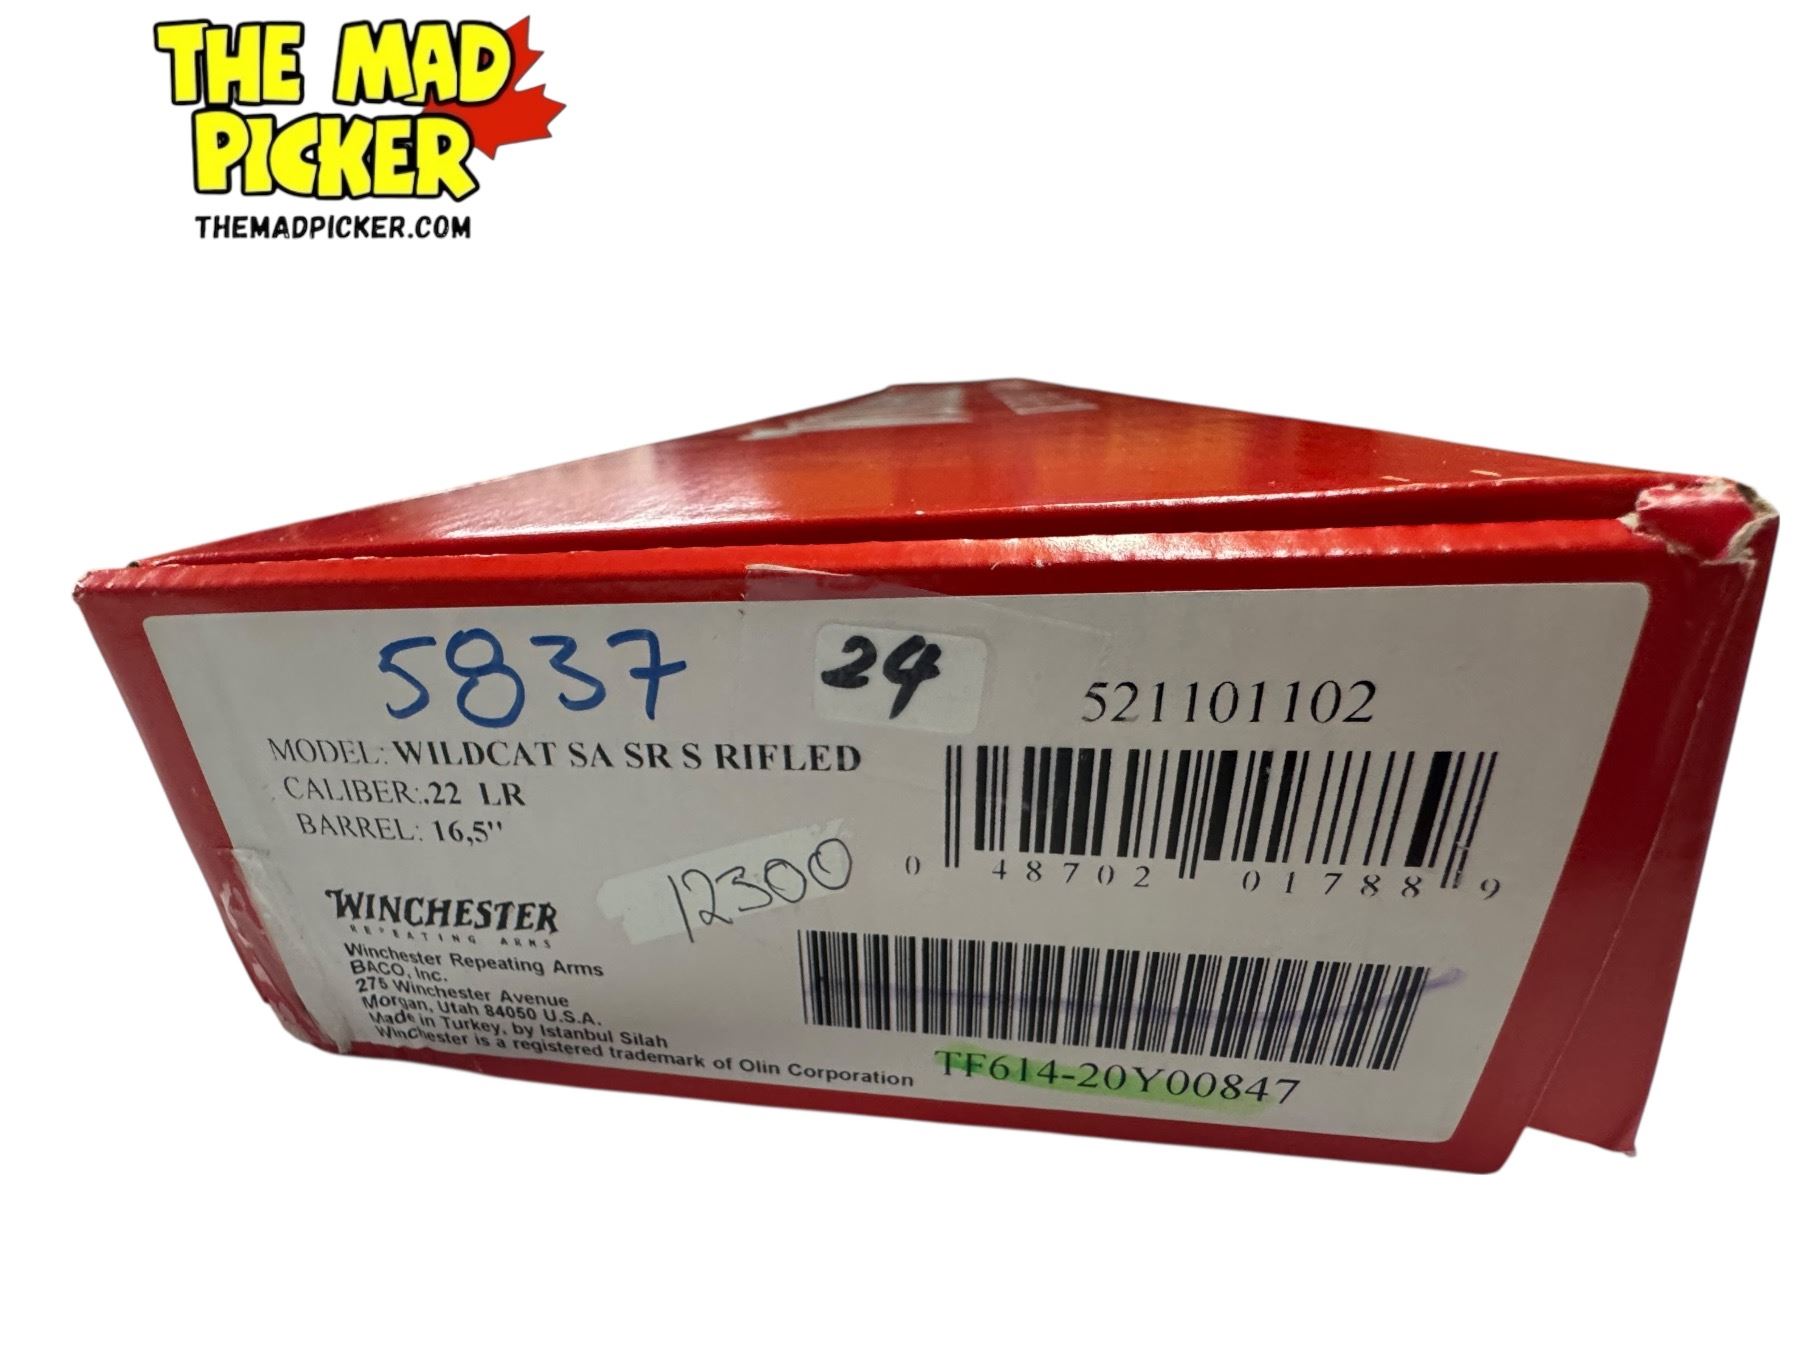 THE MAD
PICKER
THEMADPICKER.COM
5837
24
521101102
MODEL: WILDCAT SA SR S RIFLED
CALIBER:.22 LR
BARREL: 16,5"
0 48702 01788 9
12300
WINCHESTER
REPEATING ARMS
Winchester Repeating Arms
BACO, Inc.
275 Winchester Avenue
Morgan, Utah 84050 U.S.A.
Made in Turkey, by Istanbul Silah
Winchester is a registered trademark of Olin Corporation
TF614-20Y00847